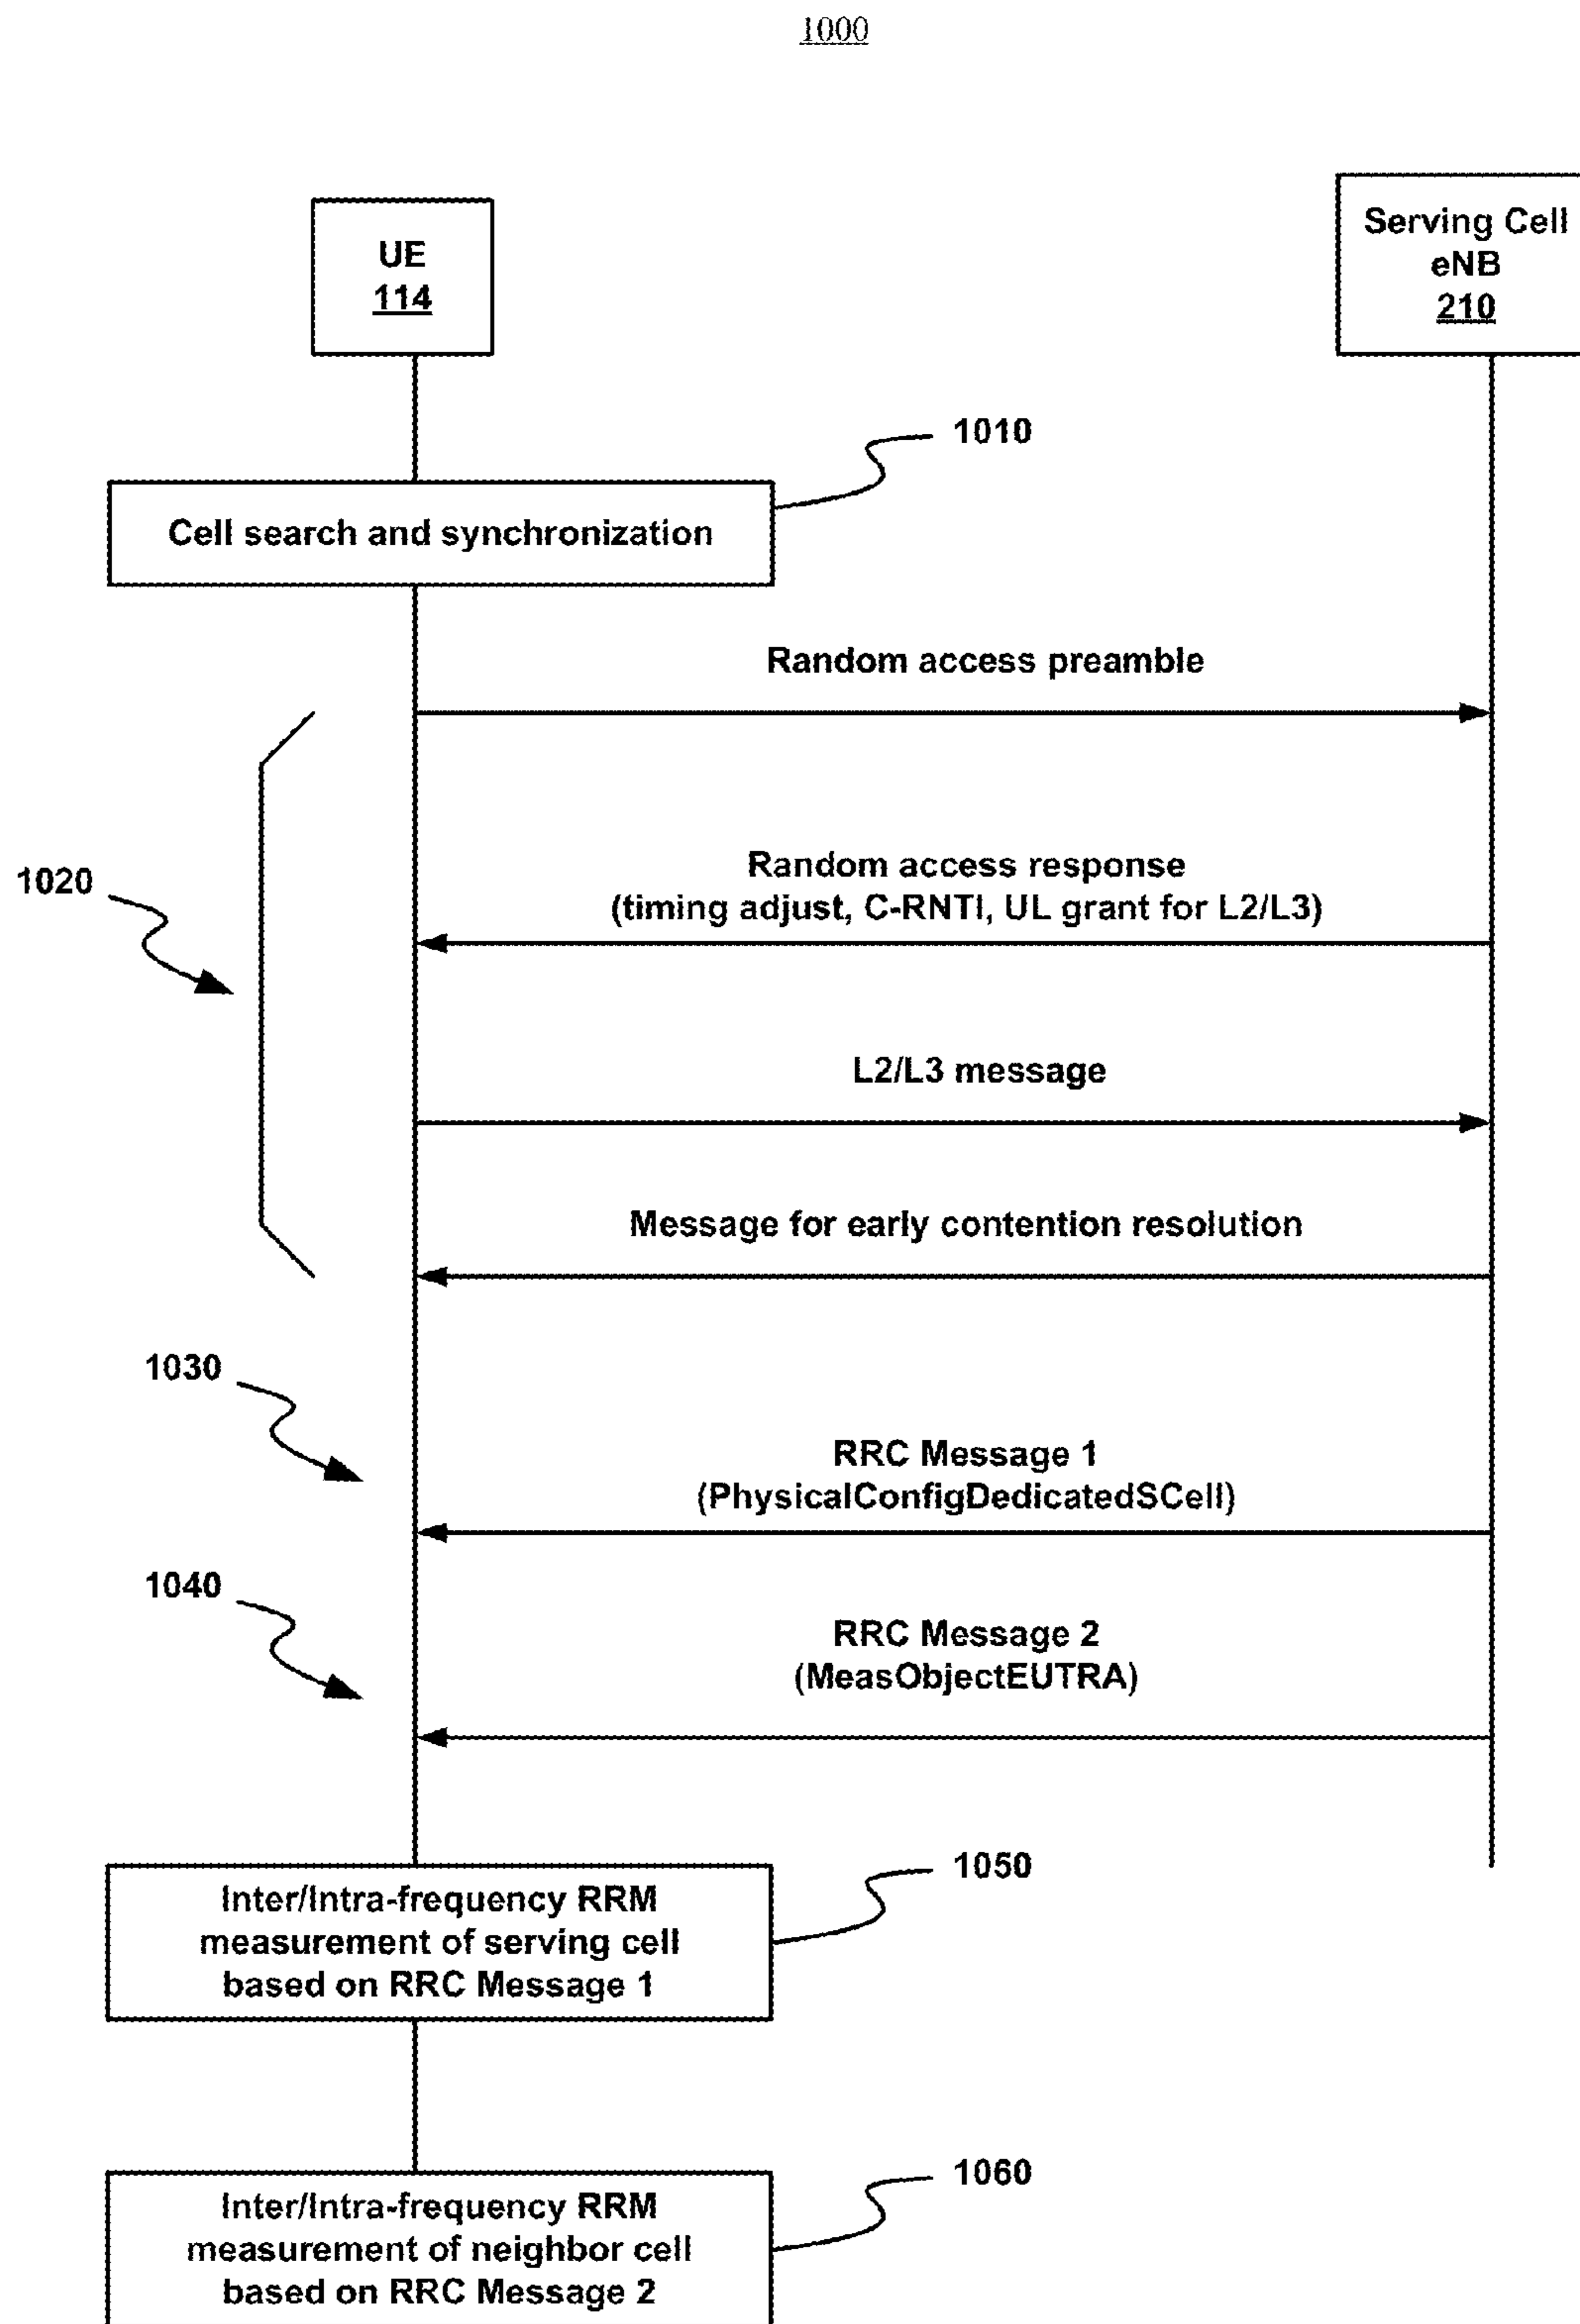 1000
UE
114
Serving Cell
eNB
210
1010
Cell search and synchronization
Random access preamble
1020
Random access response
(timing adjust, C-RNTI, UL grant for L2/L3)
L2/L3 message
Message for early contention resolution
1030
RRC Message 1
(PhysicalConfigDedicatedSCell)
1040
RRC Message 2
(MeasObjectEUTRA)
1050
Inter/Intra-frequency RRM
measurement of serving cell
based on RRC Message 1
1060
Inter/Intra-frequency RRM
measurement of neighbor cell
based on RRC Message 2